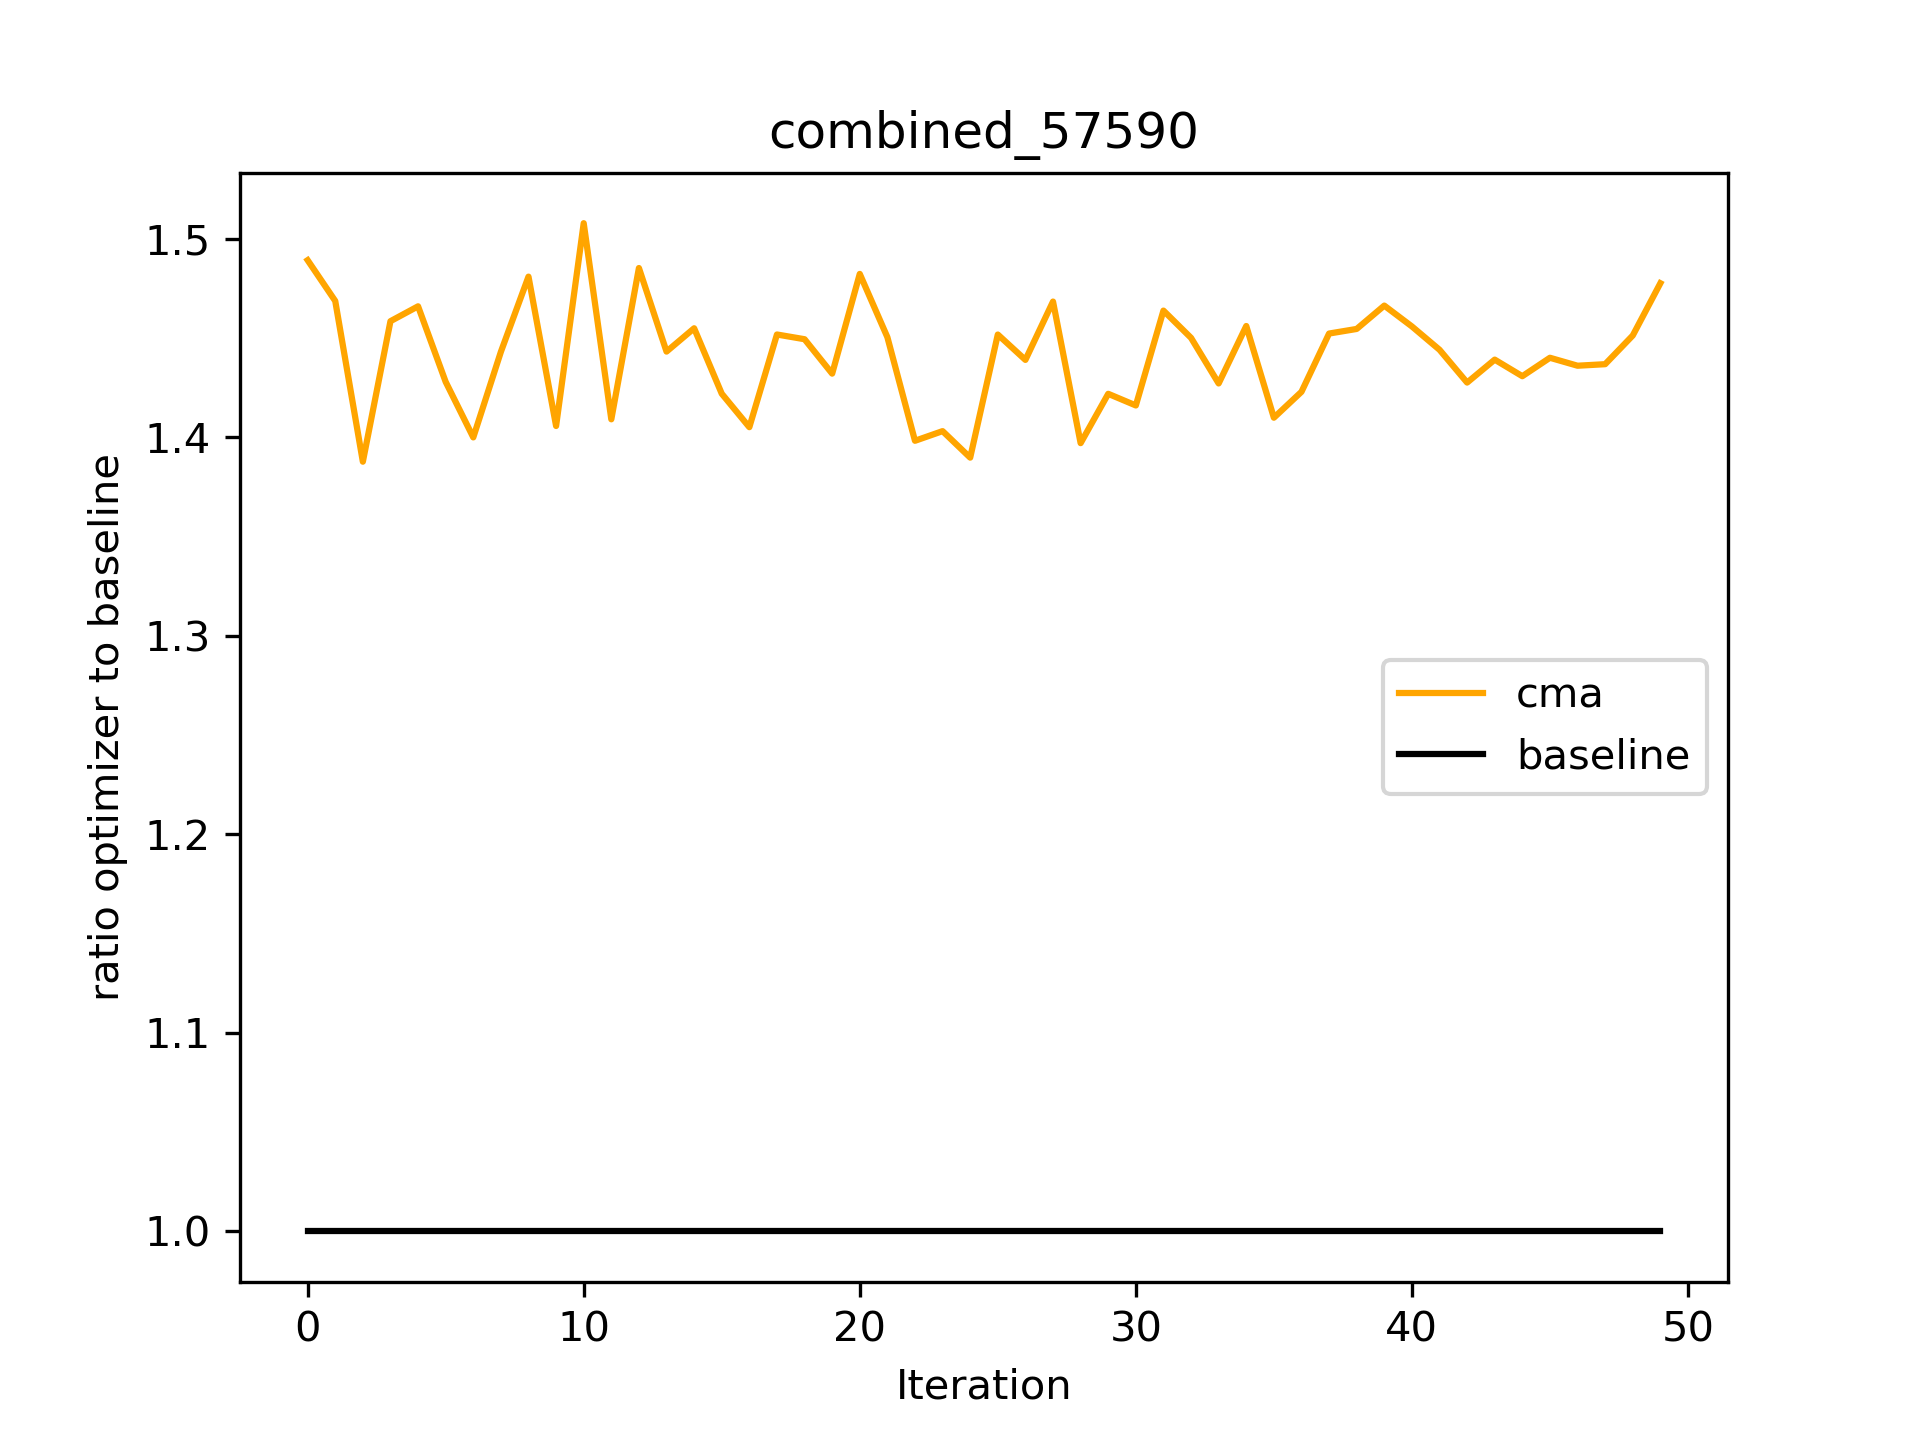 combined_57590
ratio optimizer to baseline
1.5
1.4
1.3
1.2
1.1
1.0
cma
baseline
0 10 20 30 40 50
Iteration